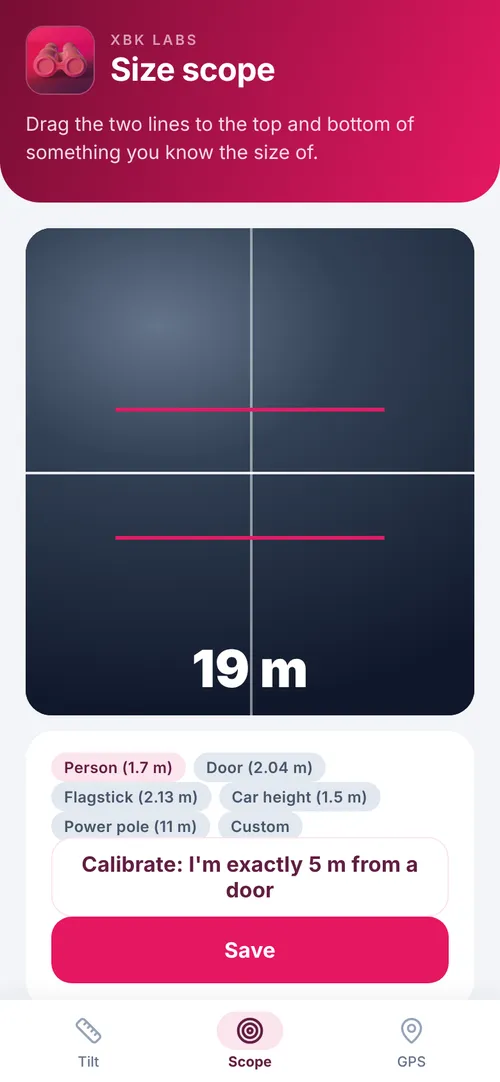 XBK LABS
Size scope
Drag the two lines to the top and bottom of
something you know the size of.
19 m
Person (1.7 m)
Door (2.04 m)
Flagstick (2.13 m)
Car height (1.5 m)
Power pole (11 m)
Custom
Calibrate: I'm exactly 5 m from a
door
Save
Tilt
Scope
GPS